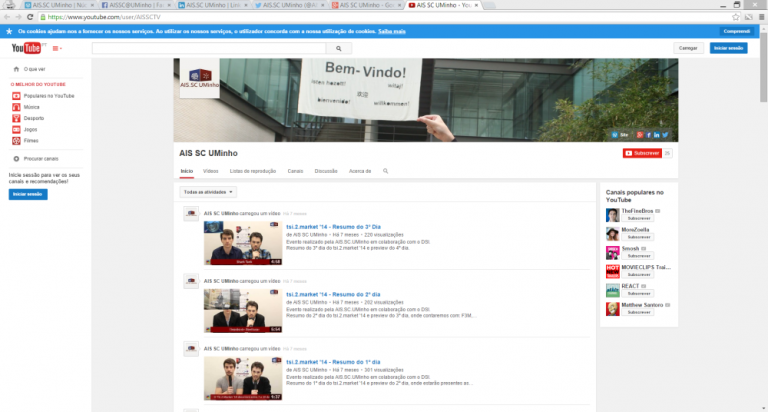 AIS.SC UMinho | Nú
AISSC@UMinho | F
AIS.SC UMinho | Link
AIS.SC UMinho (@Ai
AIS SC UMinho - Go
AIS SC UMinho - You
https://www.youtube.com/user/AISSCTV
Os cookies ajudam-nos a fornecer os nossos serviços. Ao utilizar os nossos serviços, o utilizador concorda com a nossa utilização de cookies. Saiba mais
Compreendi
YouTube PT
Carregar
Iniciar sessão
O que ver
O MELHOR DO YOUTUBE
Populares no YouTube
Música
Desporto
Jogos
Filmes
Procurar canais
Inicie sessão para ver os seus canais e recomendações!
Iniciar sessão
AIS.SC.UMinho
Bem-Vindo!
willkommen!
Site
AIS SC UMinho
Subscrever
Início
Vídeos
Listas de reprodução
Canais
Discussão
Acerca de
Todas as atividades
AIS SC UMinho carregou um vídeo Há 7 meses
tsi.2.market '14 - Resumo do 3º Dia
de AIS SC UMinho • Há 7 meses • 220 visualizações
Evento realizado pela AIS.SC.UMinho em colaboração com o DSI
Resumo do 3º dia do tsi.2.market e preview do 4º dia.
4:58
AIS SC UMinho carregou um vídeo Há 7 meses
tsi.2.market '14 - Resumo do 2º dia
de AIS SC UMinho • Há 7 meses • 202 visualizações
Evento realizado pela AIS.SC.UMinho em colaboração com o DSI.
Resumo do 2º dia do tsi.2.market e preview do 3º dia, onde contaremos com: F3M,...
5:54
AIS SC UMinho carregou um vídeo Há 7 meses
tsi.2.market '14 - Resumo do 1º dia
de AIS SC UMinho • Há 7 meses • 361 visualizações
Evento realizado pela AIS.SC.UMinho em colaboração com o DSI.
Resumo do 1º dia do tsi.2.market e preview do 2º dia, onde estarão presentes as...
4:37
Canais populares no YouTube
TheFineBros
Subscrever
MoraZoella
Subscrever
Smosh
Subscrever
HOT
MOVIECLIPS Trai...
Subscrever
REACT
Subscrever
Matthew Santoro
Subscrever